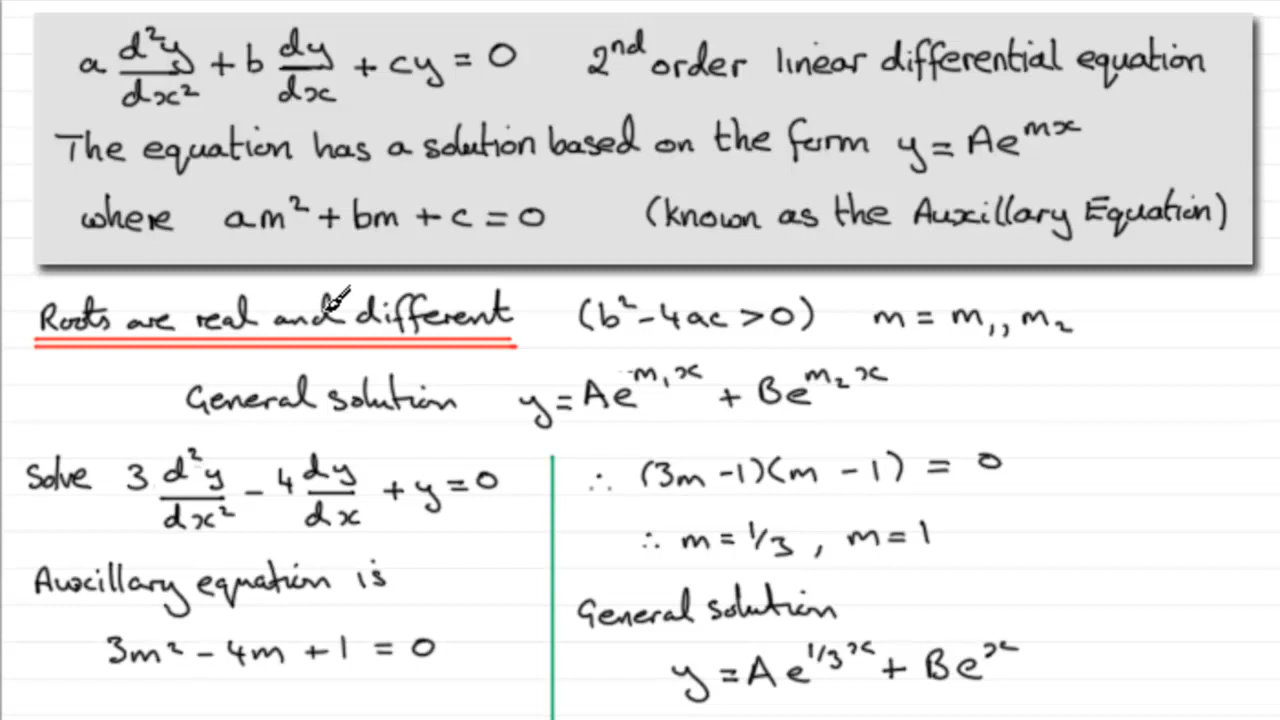 a d²y/dx² + b dy/dx + cy = 0 2nd order linear differential equation
The equation has a solution based on the form y = Ae^mx
where am² + bm + c = 0 (known as the Auxillary Equation)
Roots are real and different (b² - 4ac > 0) m = m₁, m₂
General solution y = Ae^m₁x + Be^m₂x
Solve 3 d²y/dx² - 4 dy/dx + y = 0
Auxillary equation is
3m² - 4m + 1 = 0
∴ (3m - 1)(m - 1) = 0
∴ m = 1/3, m = 1
General solution
y = Ae^1/3x + Be^x